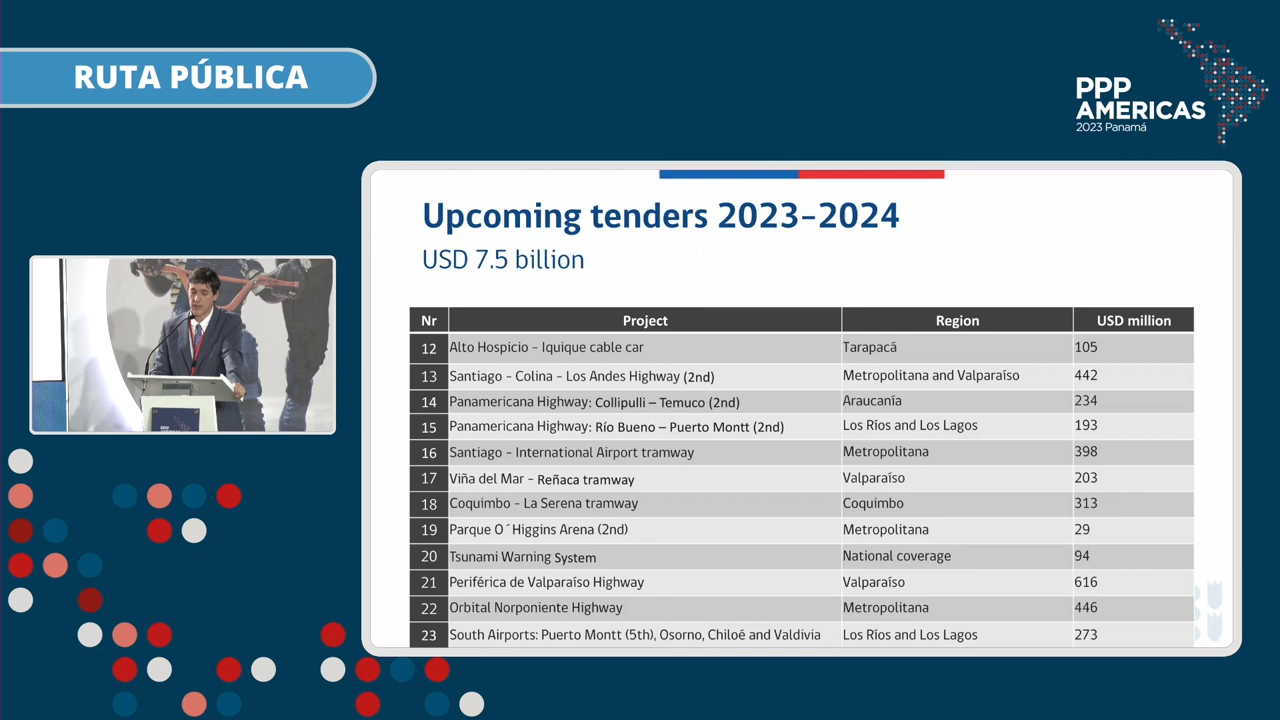 RUTA PÚBLICA
PPP
AMERICAS
2023 Panamá
Upcoming tenders 2023-2024
USD 7.5 billion
Nr Project Region USD million
12 Alto Hospicio - Iquique cable car Tarapacá 105
13 Santiago - Colina - Los Andes Highway (2nd) Metropolitana and Valparaíso 442
14 Panamericana Highway: Collipulli – Temuco (2nd) Araucanía 234
15 Panamericana Highway: Río Bueno – Puerto Montt (2nd) Los Ríos and Los Lagos 193
16 Santiago - International Airport tramway Metropolitana 398
17 Viña del Mar - Reñaca tramway Valparaíso 203
18 Coquimbo - La Serena tramway Coquimbo 313
19 Parque O´Higgins Arena (2nd) Metropolitana 29
20 Tsunami Warning System National coverage 94
21 Periférica de Valparaíso Highway Valparaíso 616
22 Orbital Norponiente Highway Metropolitana 446
23 South Airports: Puerto Montt (5th), Osorno, Chiloé and Valdivia Los Ríos and Los Lagos 273
PPP